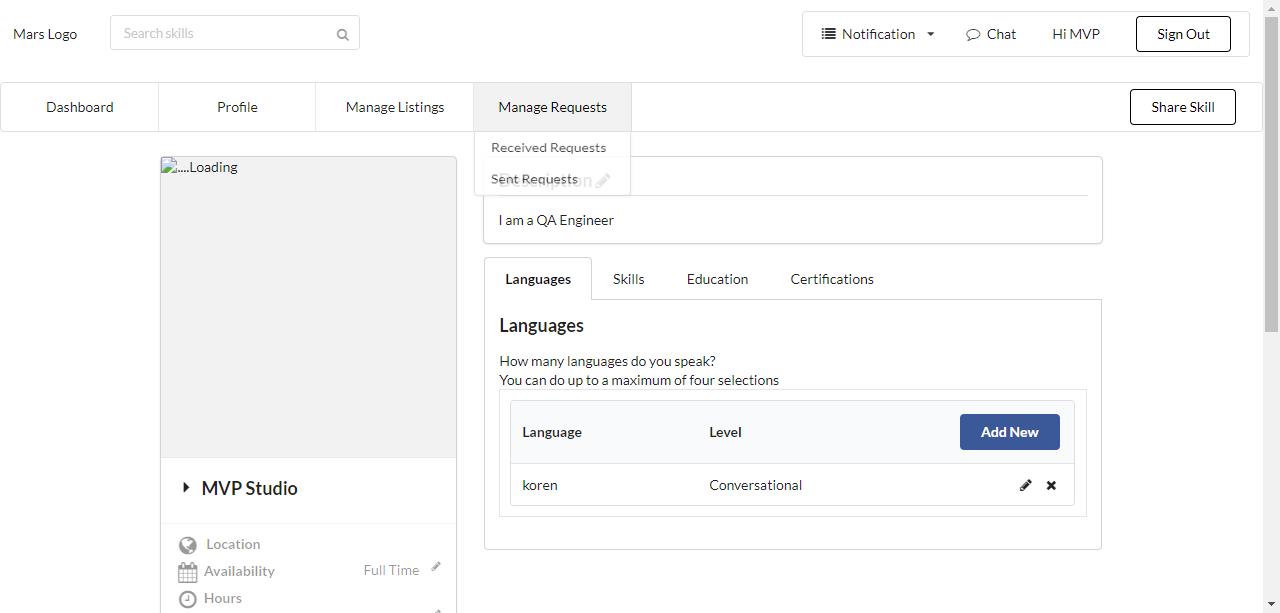 Mars Logo
Search skills
Notification
Chat
Hi MVP
Sign Out
Dashboard
Profile
Manage Listings
Manage Requests
Share Skill
Received Requests
Sent Requests
....Loading
Description
I am a QA Engineer
Languages
Skills
Education
Certifications
Languages
How many languages do you speak?
You can do up to a maximum of four selections
Language
Level
Add New
koren
Conversational
MVP Studio
Location
Availability
Full Time
Hours